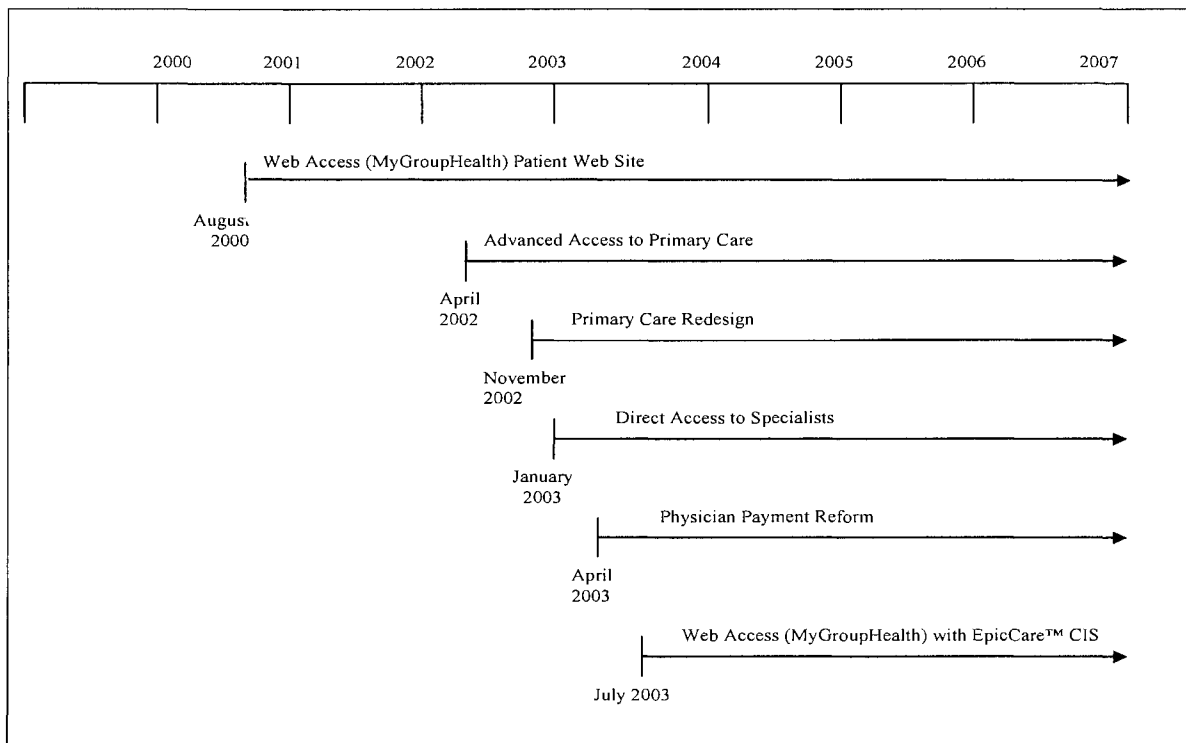 2000 2001 2002 2003 2004 2005 2006 2007
Web Access (MyGroupHealth) Patient Web Site
August
2000
Advanced Access to Primary Care
April
2002
Primary Care Redesign
November
2002
Direct Access to Specialists
January
2003
Physician Payment Reform
April
2003
Web Access (MyGroupHealth) with EpicCare™ CIS
July 2003